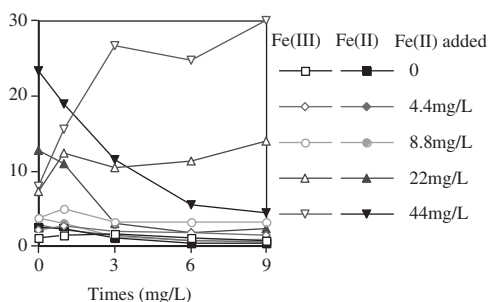 30
20
10
0
0 3 6 9
Times (mg/L)
Fe(III) Fe(II) Fe(II) added
0
4.4mg/L
8.8mg/L
22mg/L
44mg/L